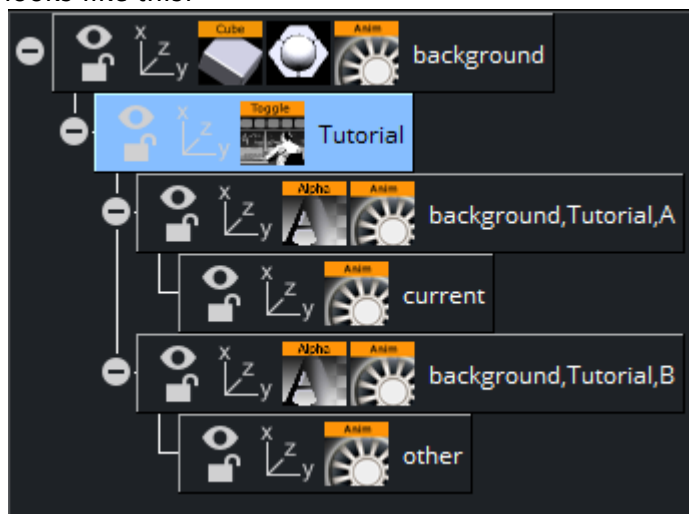 looks like this:
x z y Cube Anim background
x z y Toggle Tutorial
x z y Alpha Anim background,Tutorial,A
x z y Anim current
x z y Alpha Anim background,Tutorial,B
x z y Anim other